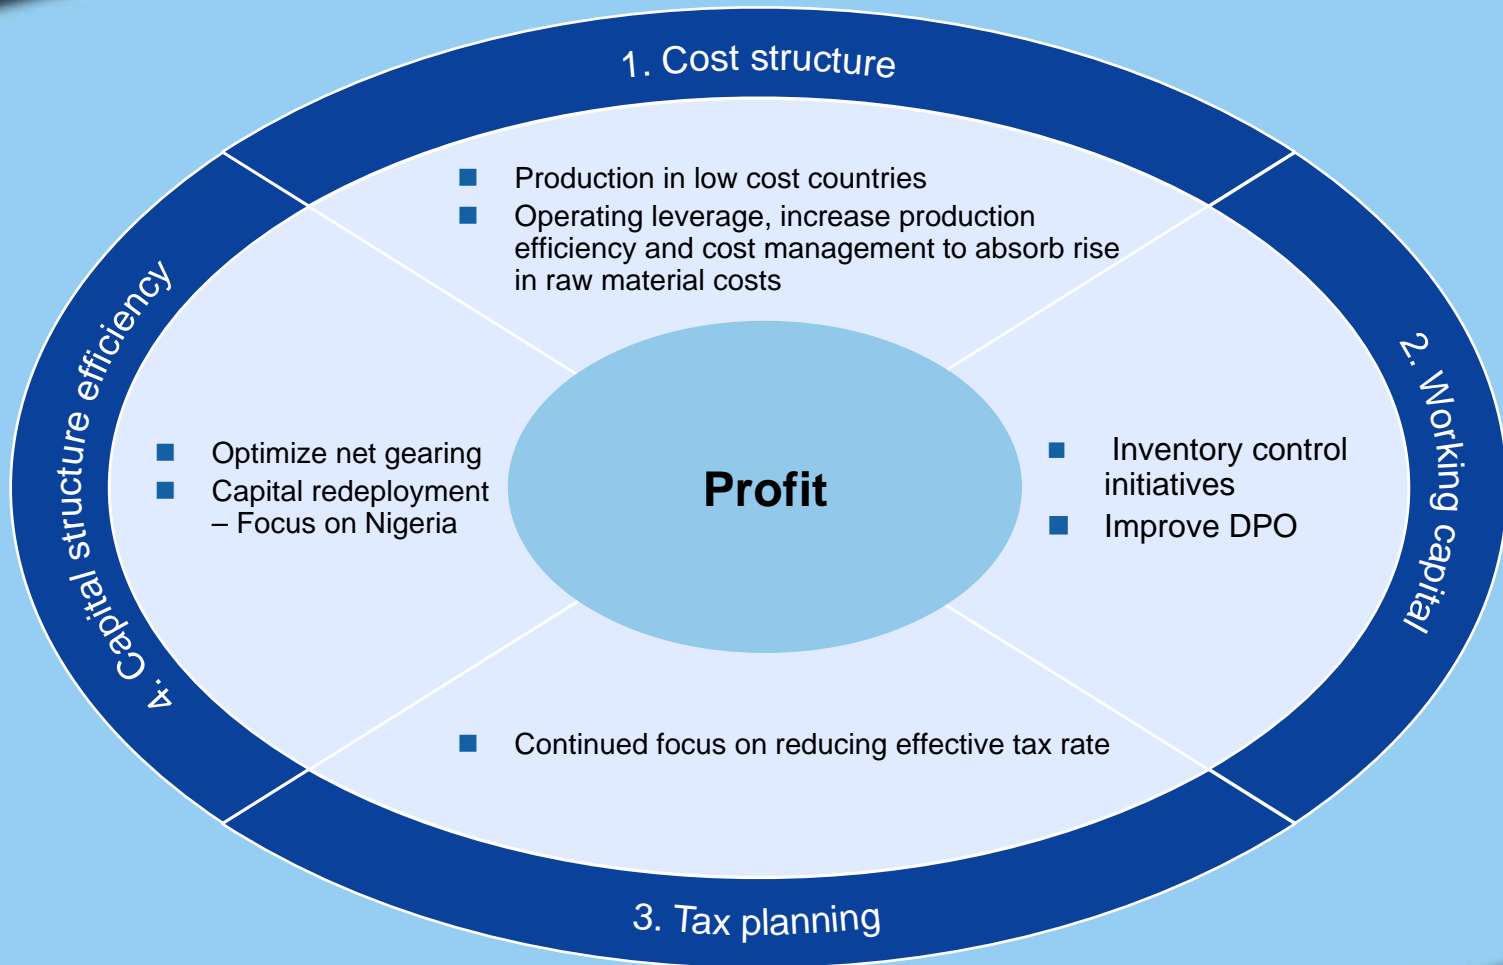 1. Cost structure
Production in low cost countries
Operating leverage, increase production
efficiency and cost management to absorb rise
in raw material costs
2. Working capital
Inventory control
initiatives
Improve DPO
Profit
4. Capital structure efficiency
Optimize net gearing
Capital redeployment
– Focus on Nigeria
Continued focus on reducing effective tax rate
3. Tax planning